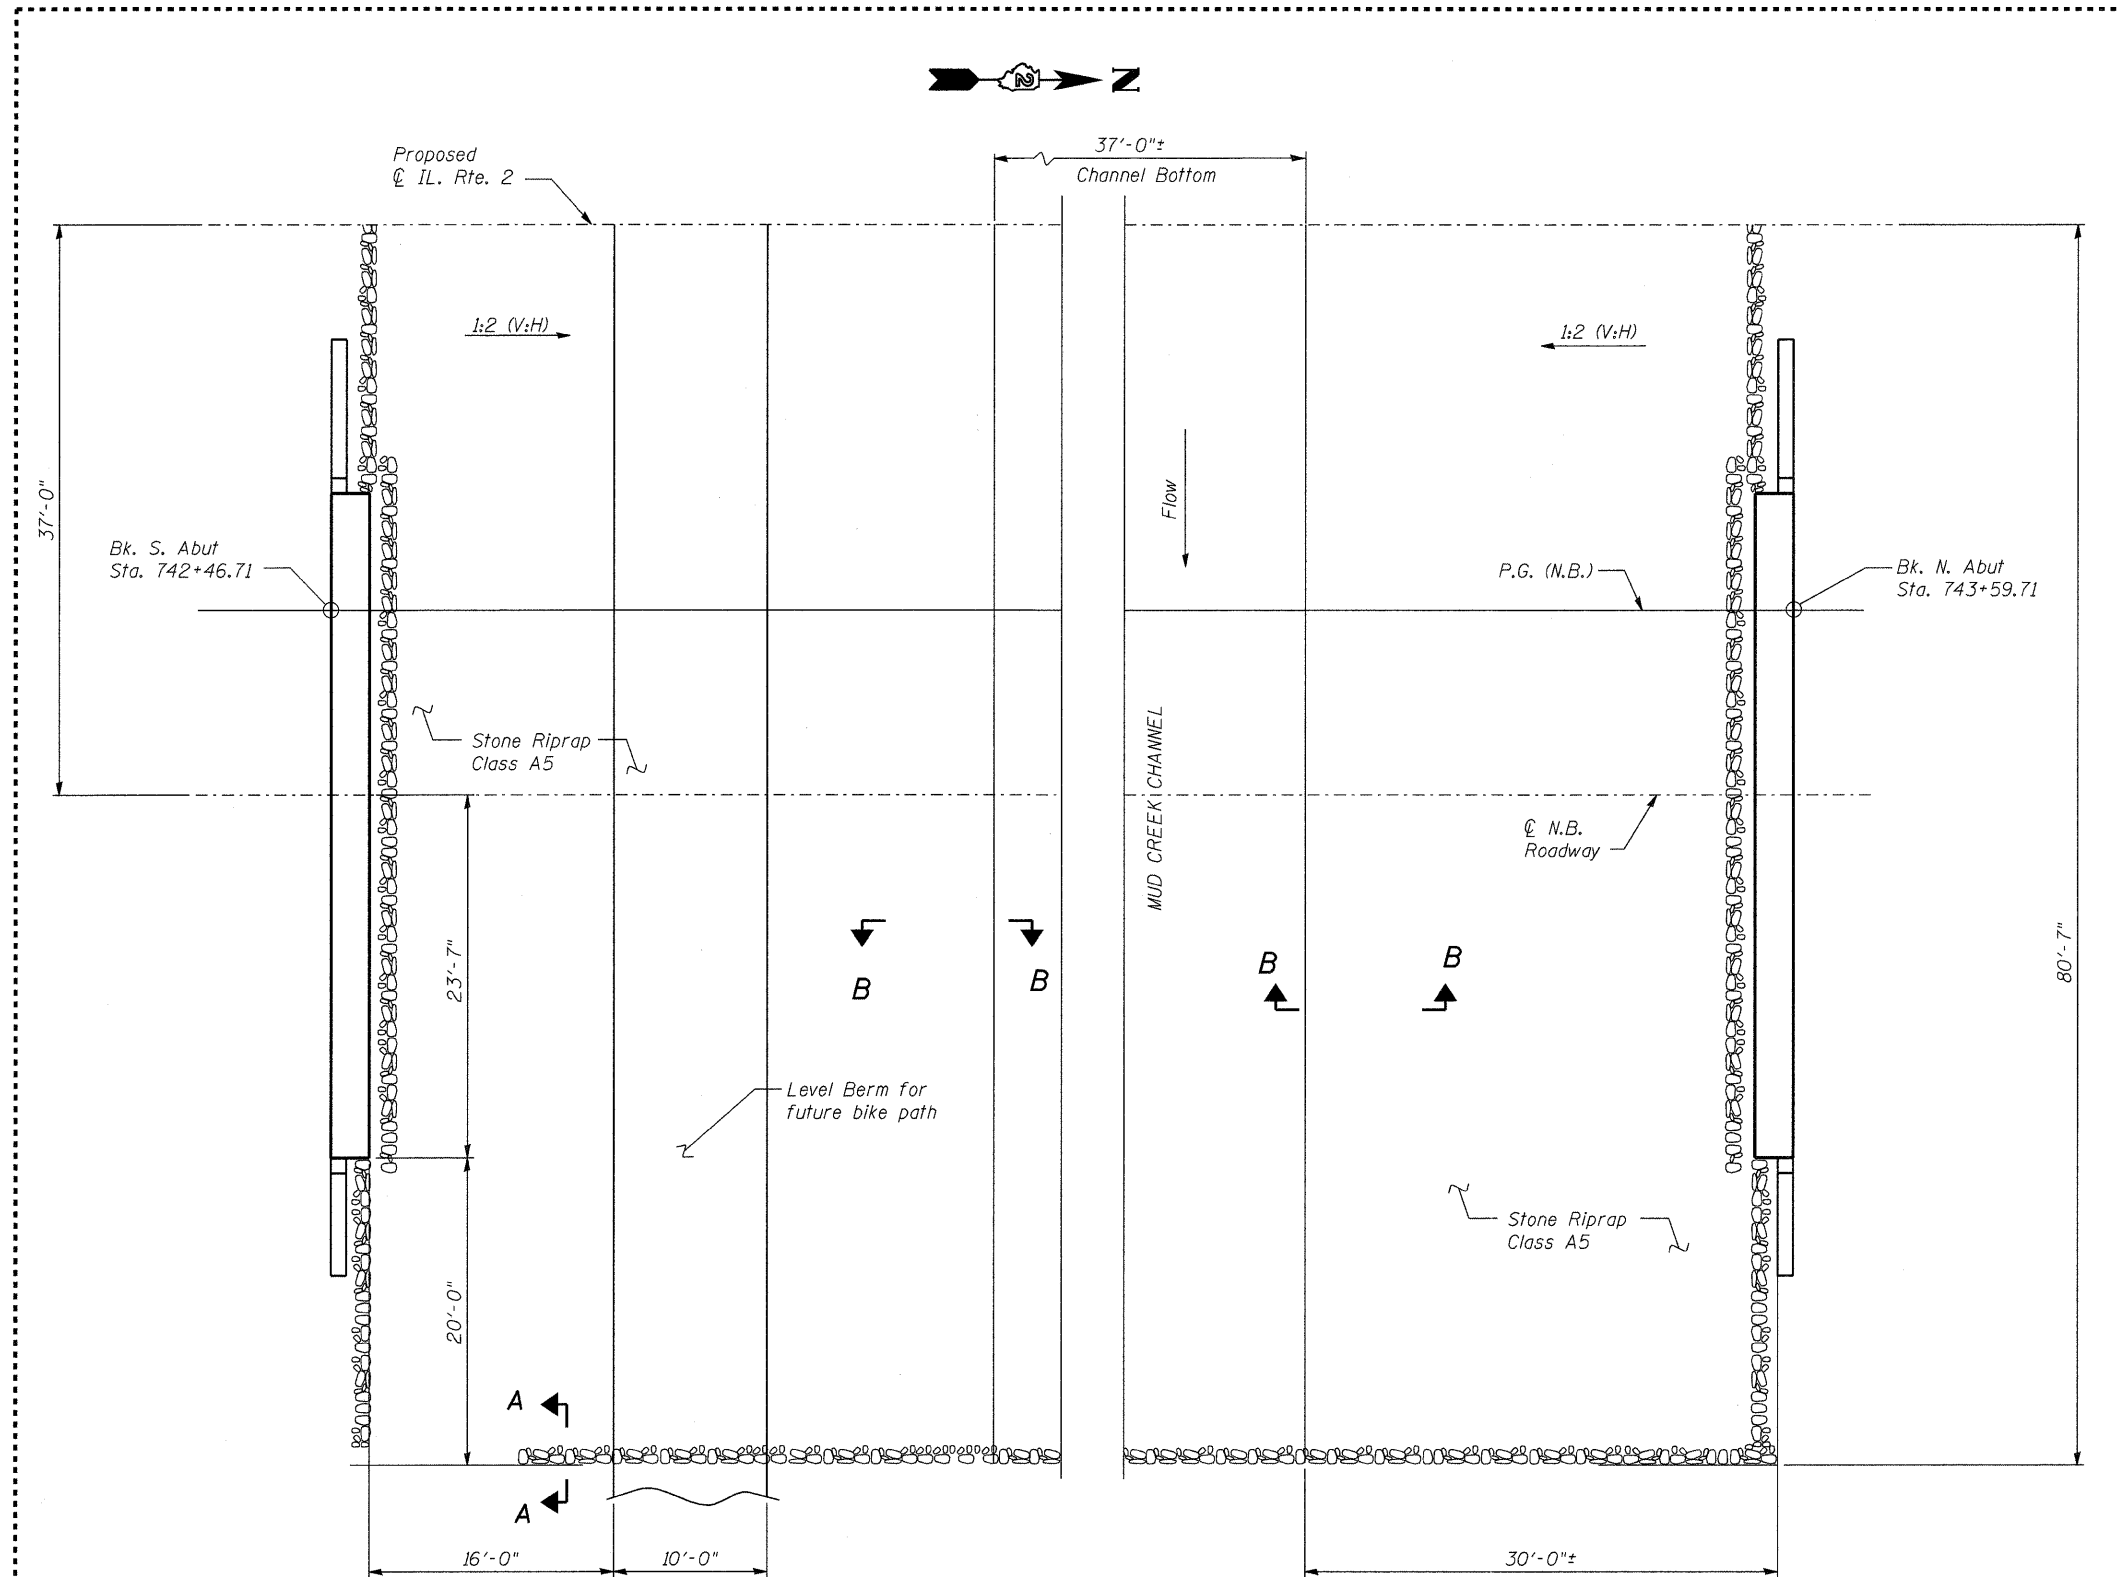 2
N
37'-0"±
Channel Bottom
Proposed
℄ IL. Rte. 2
1:2 (V:H)
1:2 (V:H)
37'-0"
Flow
Bk. S. Abut
Sta. 742+46.71
P.G. (N.B.)
Bk. N. Abut
Sta. 743+59.71
Stone Riprap
Class A5
MUD CREEK CHANNEL
℄ N.B.
Roadway
23'-7"
B
B
B
B
80'-7"
Level Berm for
future bike path
Stone Riprap
Class A5
20'-0"
A
A
16'-0"
10'-0"
30'-0"±